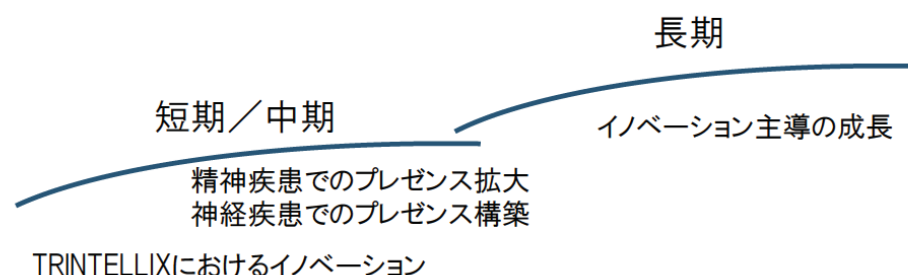 長期
短期／中期
イノベーション主導の成長
精神疾患でのプレゼンス拡大
神経疾患でのプレゼンス構築
TRINTELLIXにおけるイノベーション